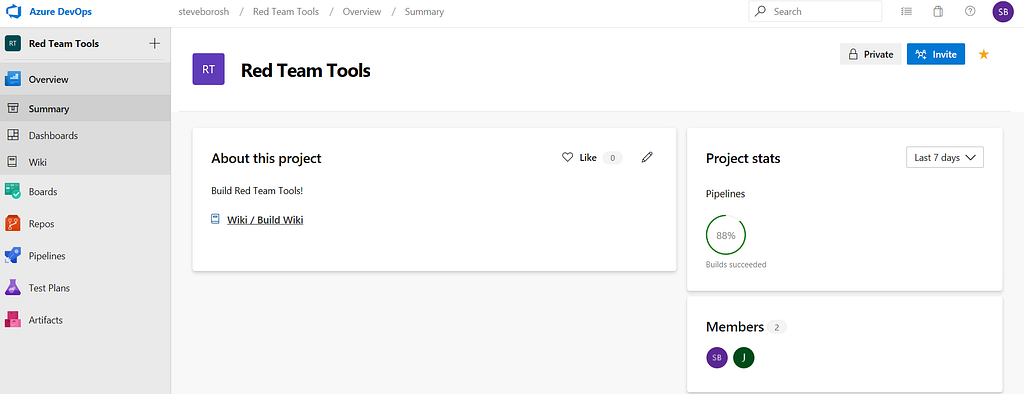 Azure DevOps
steveborosh / Red Team Tools / Overview / Summary
Search
SB
RT Red Team Tools
Overview
Summary
Dashboards
Wiki
Boards
Repos
Pipelines
Test Plans
Artifacts
RT Red Team Tools
Private
Invite
About this project
Like 0
Build Red Team Tools!
Wiki / Build Wiki
Project stats
Last 7 days
Pipelines
88%
Builds succeeded
Members 2
SB J